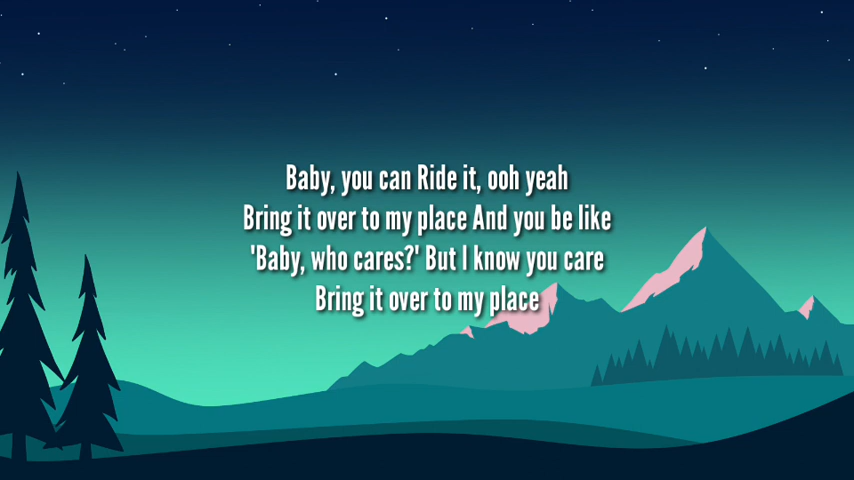 Baby, you can Ride it, ooh yeah
Bring it over to my place And you be like
'Baby, who cares?' But I know you care
Bring it over to my place